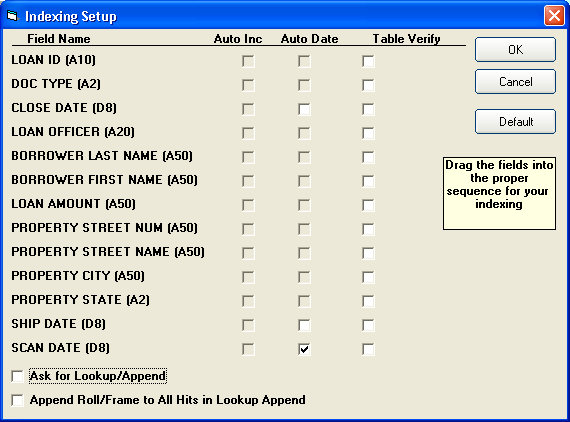 Indexing Setup
Field Name Auto Inc Auto Date Table Verify
LOAN ID (A10)
DOC TYPE (A2)
CLOSE DATE (D8)
LOAN OFFICER (A20)
BORROWER LAST NAME (A50)
BORROWER FIRST NAME (A50)
LOAN AMOUNT (A50)
PROPERTY STREET NUM (A50)
PROPERTY STREET NAME (A50)
PROPERTY CITY (A50)
PROPERTY STATE (A2)
SHIP DATE (D8)
SCAN DATE (D8)
Ask for Lookup/Append
Append Roll/Frame to All Hits in Lookup Append
OK
Cancel
Default
Drag the fields into
the proper
sequence for your
indexing